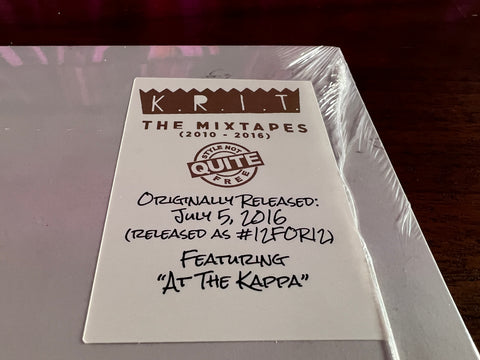 K.R.I.T.
THE MIXTAPES
(2010 - 2016)
STYLE NOT
QUITE
FREE
ORIGINALLY RELEASED:
JULY 5, 2016
(RELEASED AS #12FOR12)
FEATURING
"AT THE KAPPA"